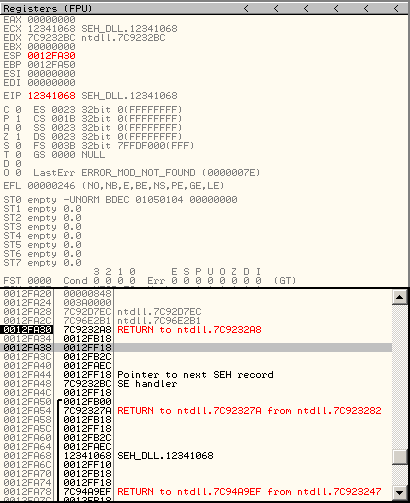 Registers (FPU) < < < < <
EAX 00000000
ECX 12341068 SEH_DLL.12341068
EDX 7C9232BC ntdll.7C9232BC
EBX 00000000
ESP 0012FA30
EBP 0012FA50
ESI 00000000
EDI 00000000
EIP 12341068 SEH_DLL.12341068
C 0 ES 0023 32bit 0(FFFFFFFF)
P 1 CS 001B 32bit 0(FFFFFFFF)
A 0 SS 0023 32bit 0(FFFFFFFF)
Z 1 DS 0023 32bit 0(FFFFFFFF)
S 0 FS 003B 32bit 7FFDF000(FFF)
T 0 GS 0000 NULL
D 0
O 0 LastErr ERROR_MOD_NOT_FOUND (0000007E)
EFL 00000246 (NO,NB,E,BE,NS,PE,GE,LE)
ST0 empty -UNORM BDEC 01050104 00000000
ST1 empty 0.0
ST2 empty 0.0
ST3 empty 0.0
ST4 empty 0.0
ST5 empty 0.0
ST6 empty 0.0
ST7 empty 0.0
3 2 1 0 E S P U O Z D I
FST 0000 Cond 0 0 0 0 Err 0 0 0 0 0 0 0 0 (GT)
0012FA20 00000848
0012FA24 003A0000
0012FA28 7C92D7EC ntdll.7C92D7EC
0012FA2C 7C96E2B1 ntdll.7C96E2B1
0012FA30 7C9232A8 RETURN to ntdll.7C9232A8
0012FA34 0012FB18
0012FA38 0012FF18
0012FA3C 0012FB2C
0012FA40 0012FAEC
0012FA44 0012FF18 Pointer to next SEH record
0012FA48 7C9232BC SE handler
0012FA4C 0012FF18
0012FA50 0012FB00
0012FA54 7C92327A RETURN to ntdll.7C92327A from ntdll.7C923282
0012FA58 0012FB18
0012FA5C 0012FF18
0012FA60 0012FB2C
0012FA64 0012FAEC
0012FA68 12341068 SEH_DLL.12341068
0012FA6C 0012FF10
0012FA70 0012FB18
0012FA74 0012FF18
0012FA78 7C94A9EF RETURN to ntdll.7C94A9EF from ntdll.7C923247